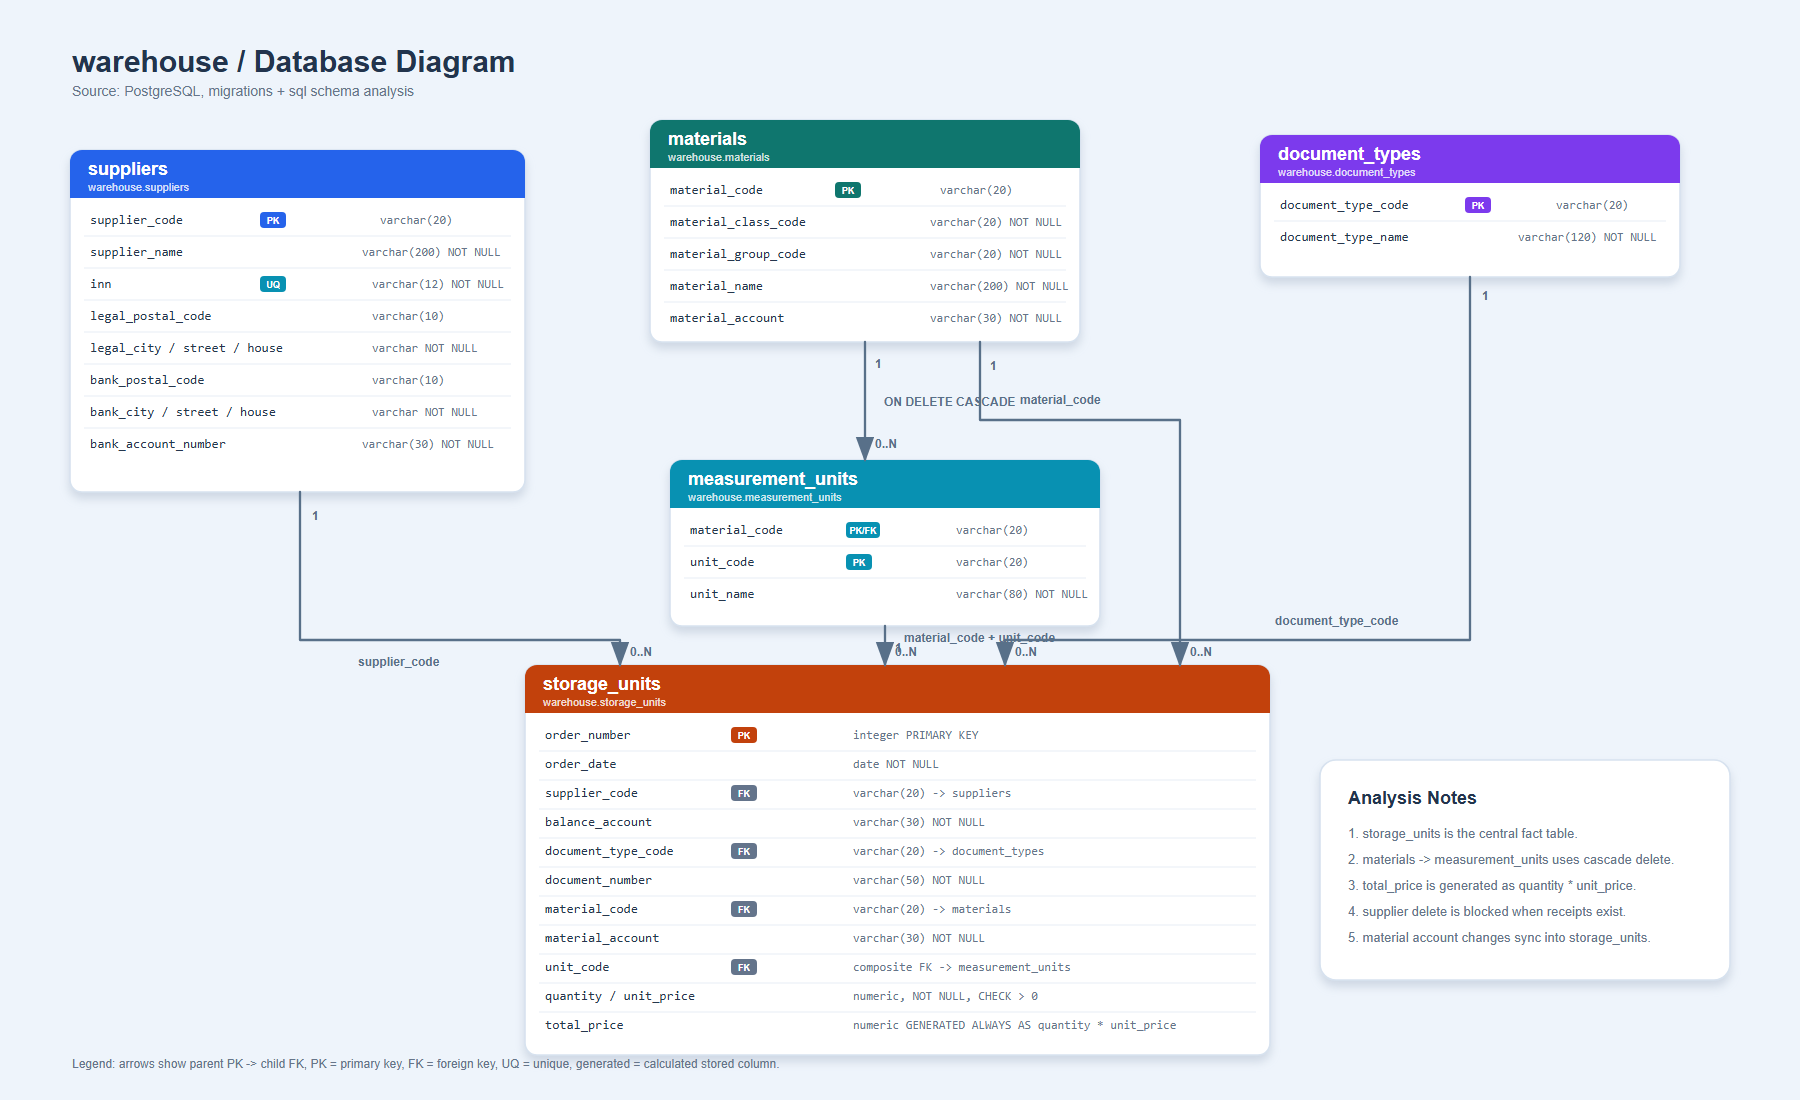 warehouse / Database Diagram
Source: PostgreSQL, migrations + sql schema analysis
suppliers
warehouse.suppliers
supplier_code PK varchar(20)
supplier_name varchar(200) NOT NULL
inn UQ varchar(12) NOT NULL
legal_postal_code varchar(10)
legal_city / street / house varchar NOT NULL
bank_postal_code varchar(10)
bank_city / street / house varchar NOT NULL
bank_account_number varchar(30) NOT NULL
materials
warehouse.materials
material_code PK varchar(20)
material_class_code varchar(20) NOT NULL
material_group_code varchar(20) NOT NULL
material_name varchar(200) NOT NULL
material_account varchar(30) NOT NULL
document_types
warehouse.document_types
document_type_code PK varchar(20)
document_type_name varchar(120) NOT NULL
1
1
1
ON DELETE CASCADE
material_code
0..N
measurement_units
warehouse.measurement_units
material_code PK/FK varchar(20)
unit_code PK varchar(20)
unit_name varchar(80) NOT NULL
1
supplier_code
0..N
material_code + unit_code
1
0..N
document_type_code
0..N
0..N
storage_units
warehouse.storage_units
order_number PK integer PRIMARY KEY
order_date date NOT NULL
supplier_code FK varchar(20) -> suppliers
balance_account varchar(30) NOT NULL
document_type_code FK varchar(20) -> document_types
document_number varchar(50) NOT NULL
material_code FK varchar(20) -> materials
material_account varchar(30) NOT NULL
unit_code FK composite FK -> measurement_units
quantity / unit_price numeric, NOT NULL, CHECK > 0
total_price numeric GENERATED ALWAYS AS quantity * unit_price
Analysis Notes
1. storage_units is the central fact table.
2. materials -> measurement_units uses cascade delete.
3. total_price is generated as quantity * unit_price.
4. supplier delete is blocked when receipts exist.
5. material account changes sync into storage_units.
Legend: arrows show parent PK -> child FK, PK = primary key, FK = foreign key, UQ = unique, generated = calculated stored column.